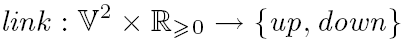 link : 𝕍² × ℝ⩾0 → {up, down}